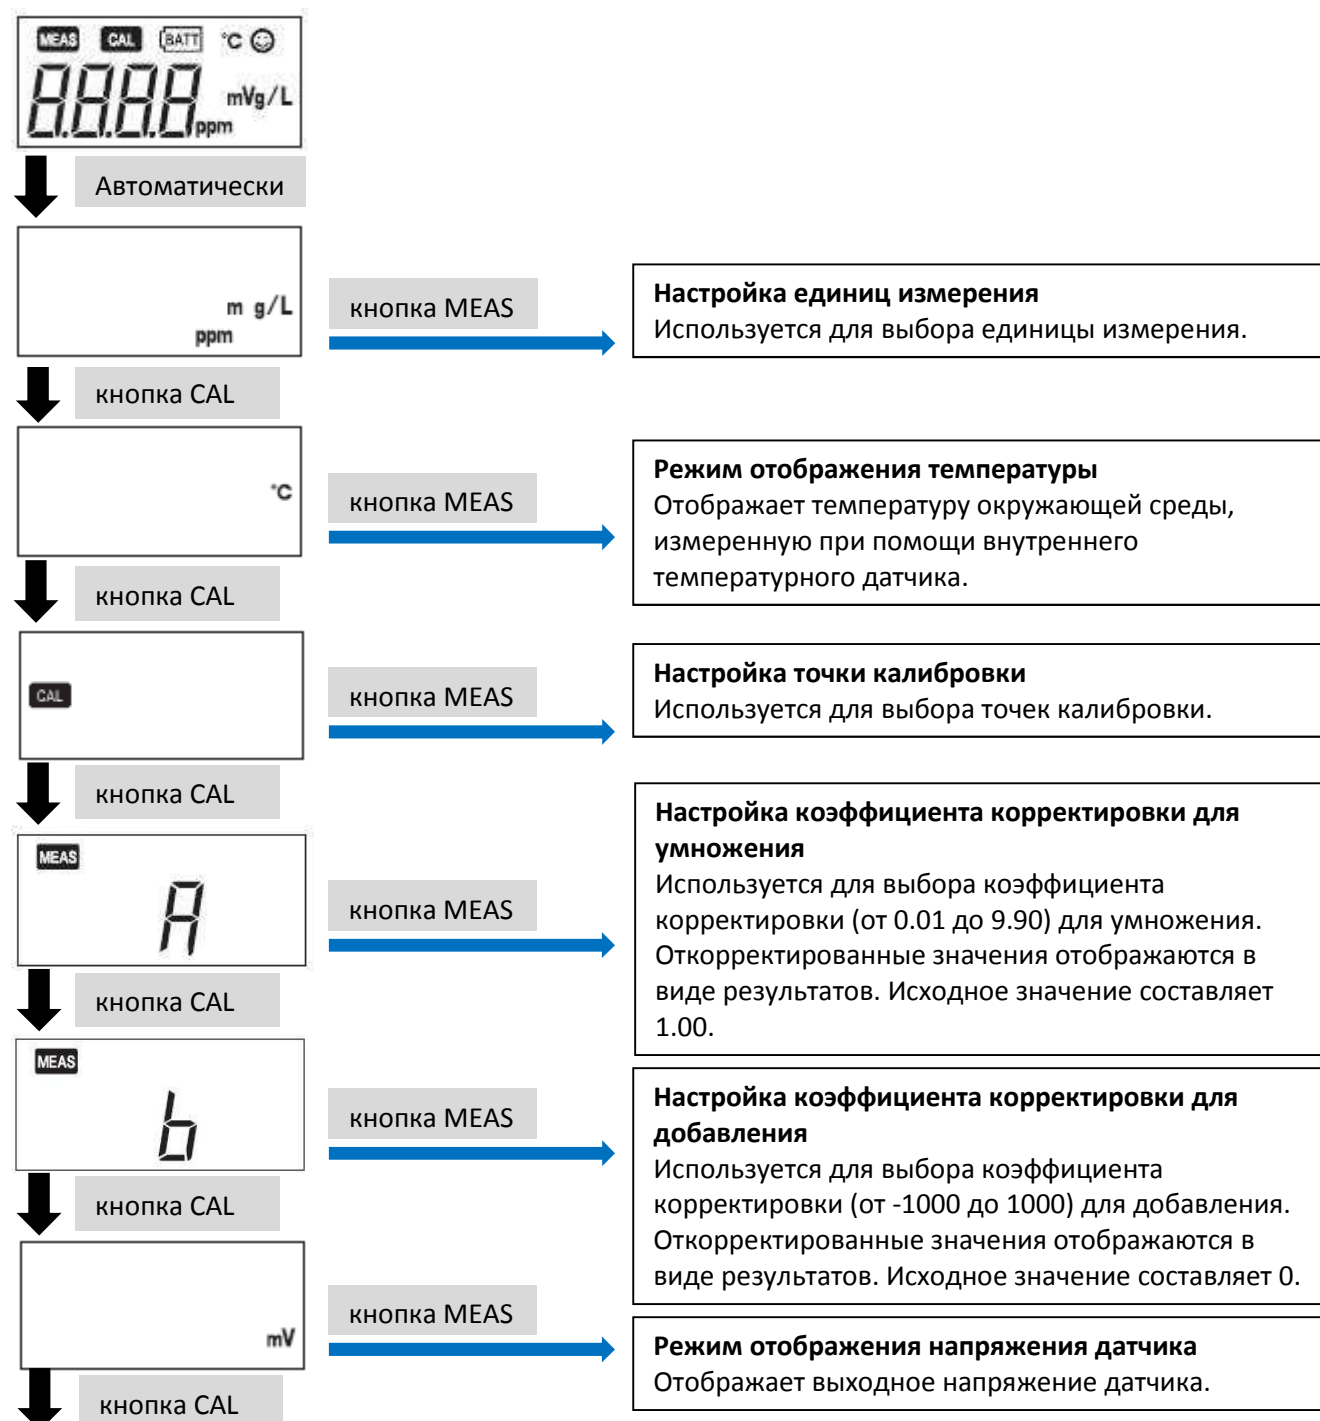 MEAS CAL BATT °C
8.8.8.8 mVg/L
ppm
Автоматически
m g/L
ppm
кнопка MEAS
Настройка единиц измерения
Используется для выбора единицы измерения.
кнопка CAL
°C
кнопка MEAS
Режим отображения температуры
Отображает температуру окружающей среды,
измеренную при помощи внутреннего
температурного датчика.
кнопка CAL
CAL
кнопка MEAS
Настройка точки калибровки
Используется для выбора точек калибровки.
кнопка CAL
MEAS
A
кнопка MEAS
Настройка коэффициента корректировки для
умножения
Используется для выбора коэффициента
корректировки (от 0.01 до 9.90) для умножения.
Откорректированные значения отображаются в
виде результатов. Исходное значение составляет
1.00.
кнопка CAL
MEAS
b
кнопка MEAS
Настройка коэффициента корректировки для
добавления
Используется для выбора коэффициента
корректировки (от -1000 до 1000) для добавления.
Откорректированные значения отображаются в
виде результатов. Исходное значение составляет 0.
кнопка CAL
mV
кнопка MEAS
Режим отображения напряжения датчика
Отображает выходное напряжение датчика.
кнопка CAL